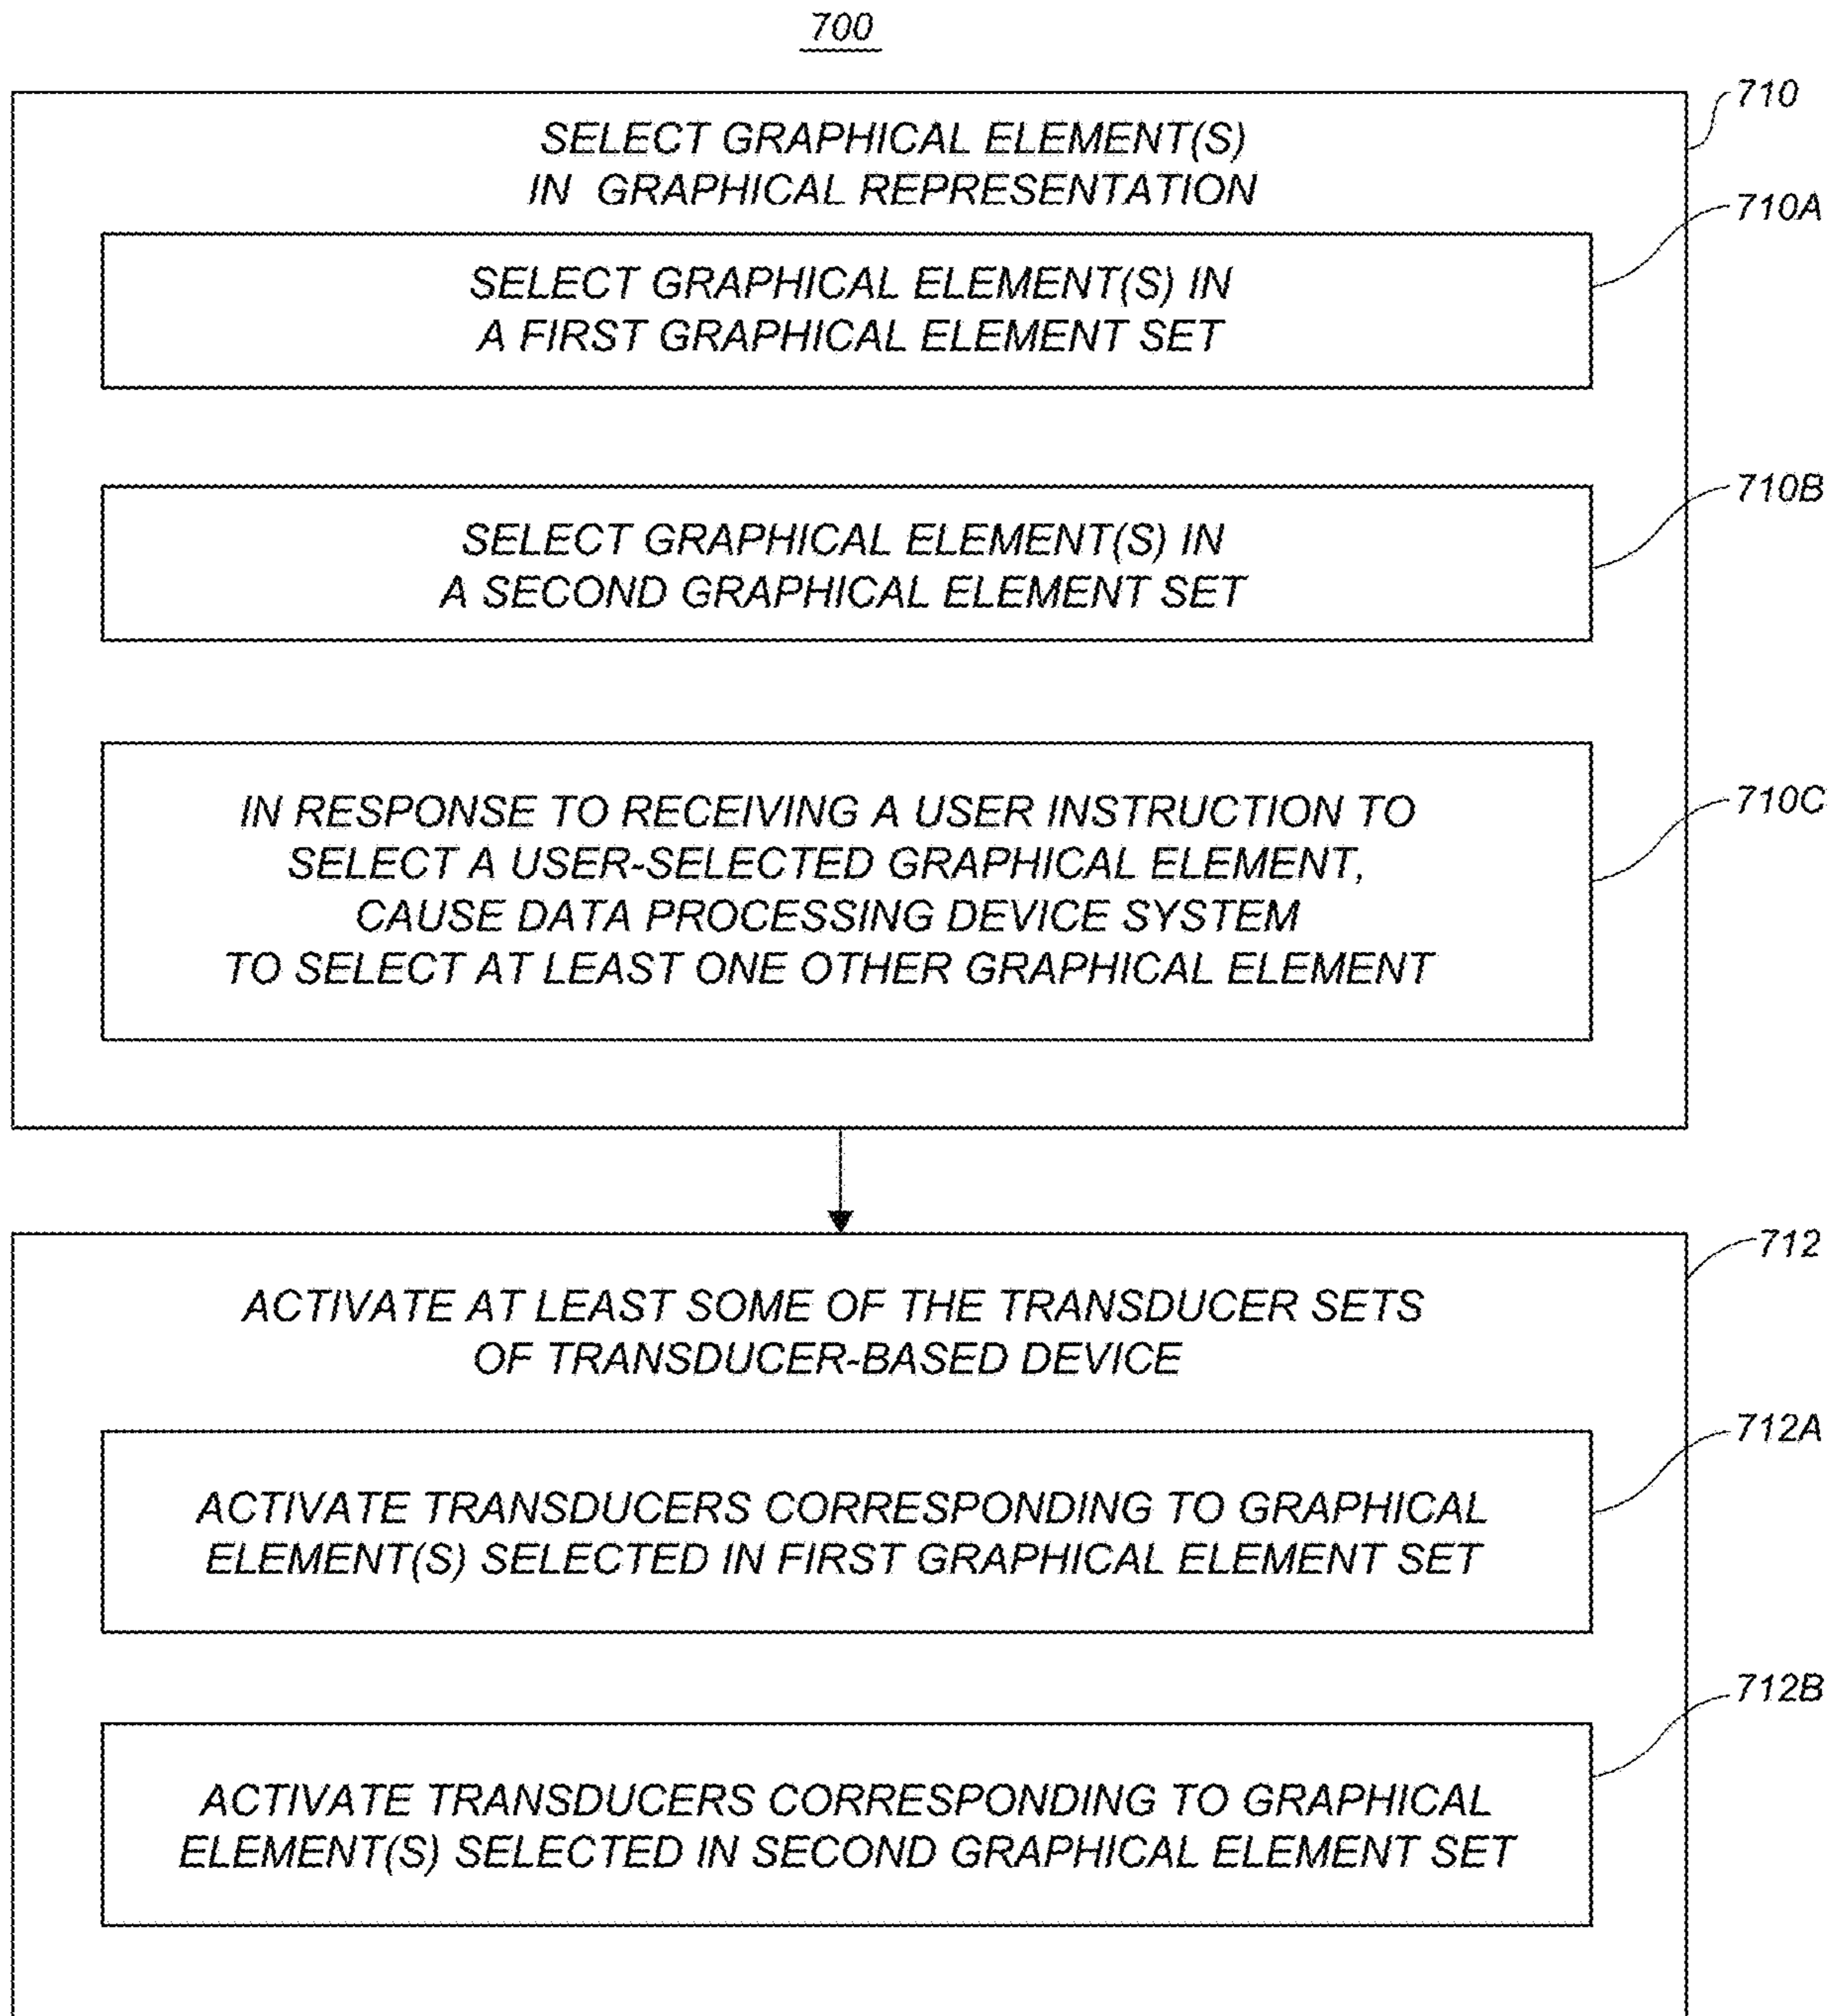 700
710
SELECT GRAPHICAL ELEMENT(S)
IN GRAPHICAL REPRESENTATION
710A
SELECT GRAPHICAL ELEMENT(S) IN
A FIRST GRAPHICAL ELEMENT SET
710B
SELECT GRAPHICAL ELEMENT(S) IN
A SECOND GRAPHICAL ELEMENT SET
710C
IN RESPONSE TO RECEIVING A USER INSTRUCTION TO
SELECT A USER-SELECTED GRAPHICAL ELEMENT,
CAUSE DATA PROCESSING DEVICE SYSTEM
TO SELECT AT LEAST ONE OTHER GRAPHICAL ELEMENT
712
ACTIVATE AT LEAST SOME OF THE TRANSDUCER SETS
OF TRANSDUCER-BASED DEVICE
712A
ACTIVATE TRANSDUCERS CORRESPONDING TO GRAPHICAL
ELEMENT(S) SELECTED IN FIRST GRAPHICAL ELEMENT SET
712B
ACTIVATE TRANSDUCERS CORRESPONDING TO GRAPHICAL
ELEMENT(S) SELECTED IN SECOND GRAPHICAL ELEMENT SET